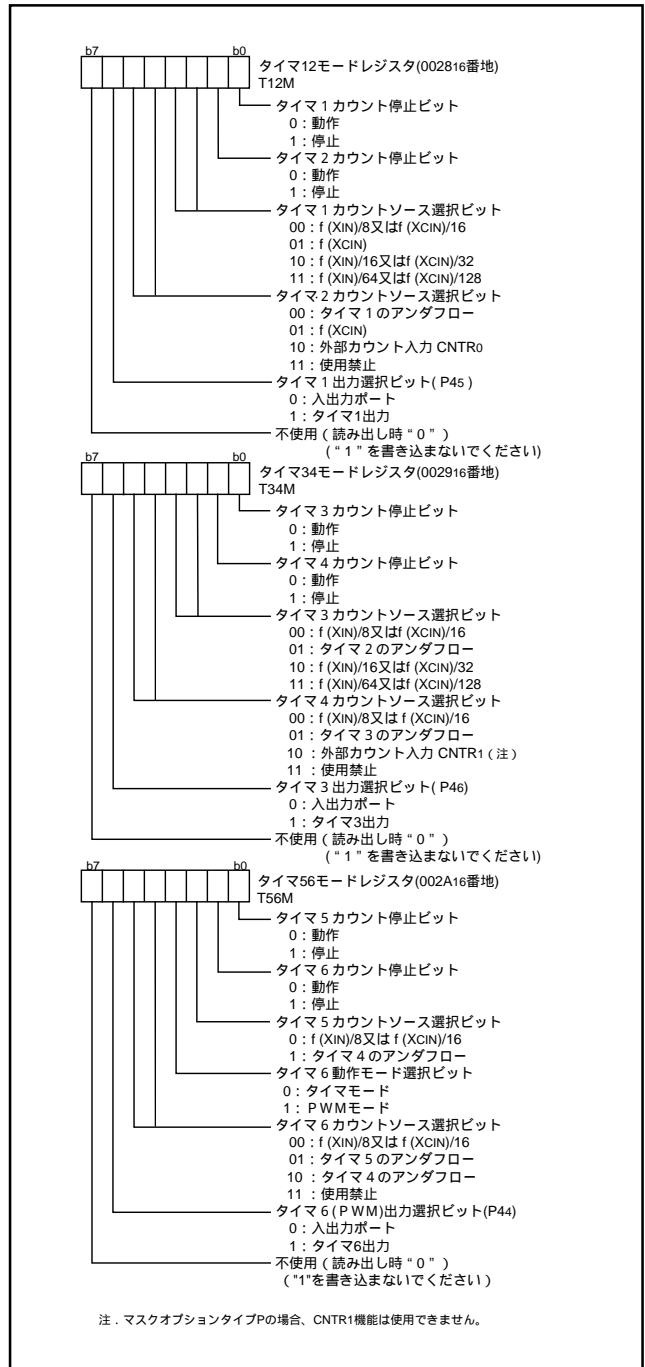 b7 b0
タイマ12モードレジスタ(002816番地)
T12M
タイマ1カウント停止ビット
0：動作
1：停止
タイマ2カウント停止ビット
0：動作
1：停止
タイマ1カウントソース選択ビット
00：f (XIN)/8又はf (XCIN)/16
01：f (XCIN)
10：f (XIN)/16又はf (XCIN)/32
11：f (XIN)/64又はf (XCIN)/128
タイマ2カウントソース選択ビット
00：タイマ1のアンダフロー
01：f (XCIN)
10：外部カウント入力 CNTR0
11：使用禁止
タイマ1出力選択ビット( P45 )
0：入出力ポート
1：タイマ1出力
不使用（読み出し時“0”）
(“1”を書き込まないでください)
b7 b0
タイマ34モードレジスタ(002916番地)
T34M
タイマ3カウント停止ビット
0：動作
1：停止
タイマ4カウント停止ビット
0：動作
1：停止
タイマ3カウントソース選択ビット
00：f (XIN)/8又はf (XCIN)/16
01：タイマ2のアンダフロー
10：f (XIN)/16又はf (XCIN)/32
11：f (XIN)/64又はf (XCIN)/128
タイマ4カウントソース選択ビット
00：f (XIN)/8又は f (XCIN)/16
01：タイマ3のアンダフロー
10 ：外部カウント入力 CNTR1（注）
11 ：使用禁止
タイマ3出力選択ビット( P46)
0：入出力ポート
1：タイマ3出力
不使用（読み出し時“0”）
(“1”を書き込まないでください)
b7 b0
タイマ56モードレジスタ(002A16番地)
T56M
タイマ5カウント停止ビット
0：動作
1：停止
タイマ6カウント停止ビット
0：動作
1：停止
タイマ5カウントソース選択ビット
0：f (XIN)/8又は f (XCIN)/16
1：タイマ4のアンダフロー
タイマ6動作モード選択ビット
0：タイマモード
1：PWMモード
タイマ6カウントソース選択ビット
00：f (XIN)/8又は f (XCIN)/16
01：タイマ5のアンダフロー
10 ：タイマ4のアンダフロー
11 ：使用禁止
タイマ6(PWM)出力選択ビット(P44)
0：入出力ポート
1：タイマ6出力
不使用（読み出し時“0”）
（"1"を書き込まないでください）
注．マスクオプションタイプPの場合、CNTR1機能は使用できません。